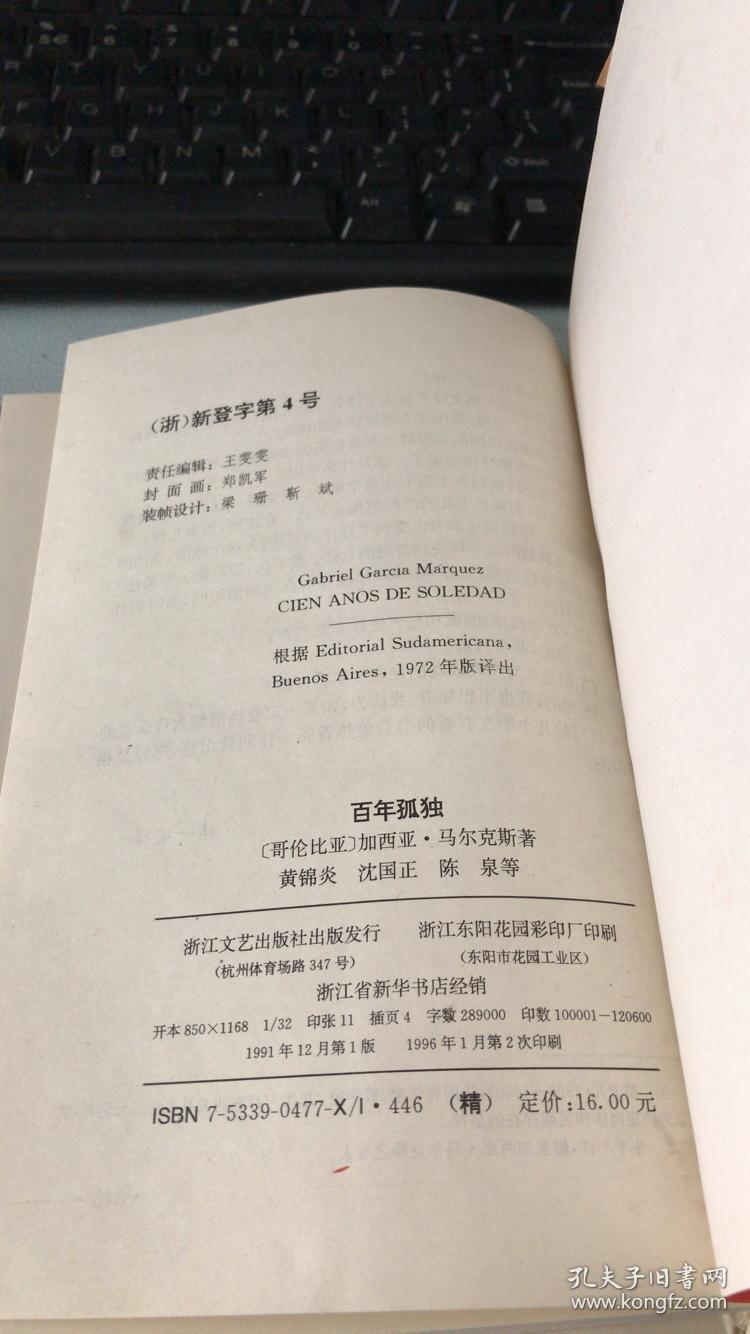 （浙）新登字第4号
责任编辑：王雯雯
封面画：郑凯军
装帧设计：梁 珊 靳 斌
Gabriel Garcıa Marquez
CIEN ANOS DE SOLEDAD
根据 Editorial Sudamericana,
Buenos Aires, 1972年版译出
百年孤独
〔哥伦比亚〕加西亚·马尔克斯著
黄锦炎 沈国正 陈 泉等
浙江文艺出版社出版发行 浙江东阳花园彩印厂印刷
（杭州体育场路347号） （东阳市花园工业区）
浙江省新华书店经销
开本850×1168 1/32 印张11 插页4 字数289000 印数100001－120600
1991年12月第1版 1996年1月第2次印刷
ISBN 7-5339-0477-X/I·446 （精） 定价：16.00元
孔夫子旧书网
www.kongfz.com